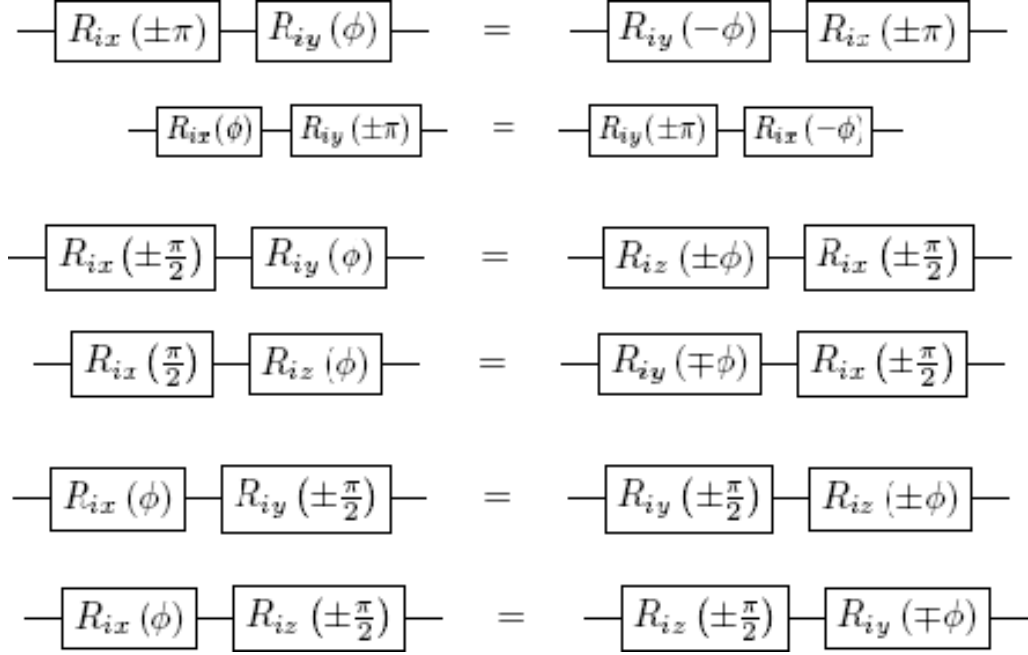 R_{ix} (±π) R_{iy} (ϕ) = R_{iy} (−ϕ) R_{ix} (±π)
R_{ix} (ϕ) R_{iy} (±π) = R_{iy} (±π) R_{ix} (−ϕ)
R_{ix} (±π/2) R_{iy} (ϕ) = R_{iz} (±ϕ) R_{ix} (±π/2)
R_{ix} (π/2) R_{iz} (ϕ) = R_{iy} (∓ϕ) R_{ix} (±π/2)
R_{ix} (ϕ) R_{iy} (±π/2) = R_{iy} (±π/2) R_{iz} (±ϕ)
R_{ix} (ϕ) R_{iz} (±π/2) = R_{iz} (±π/2) R_{iy} (∓ϕ)